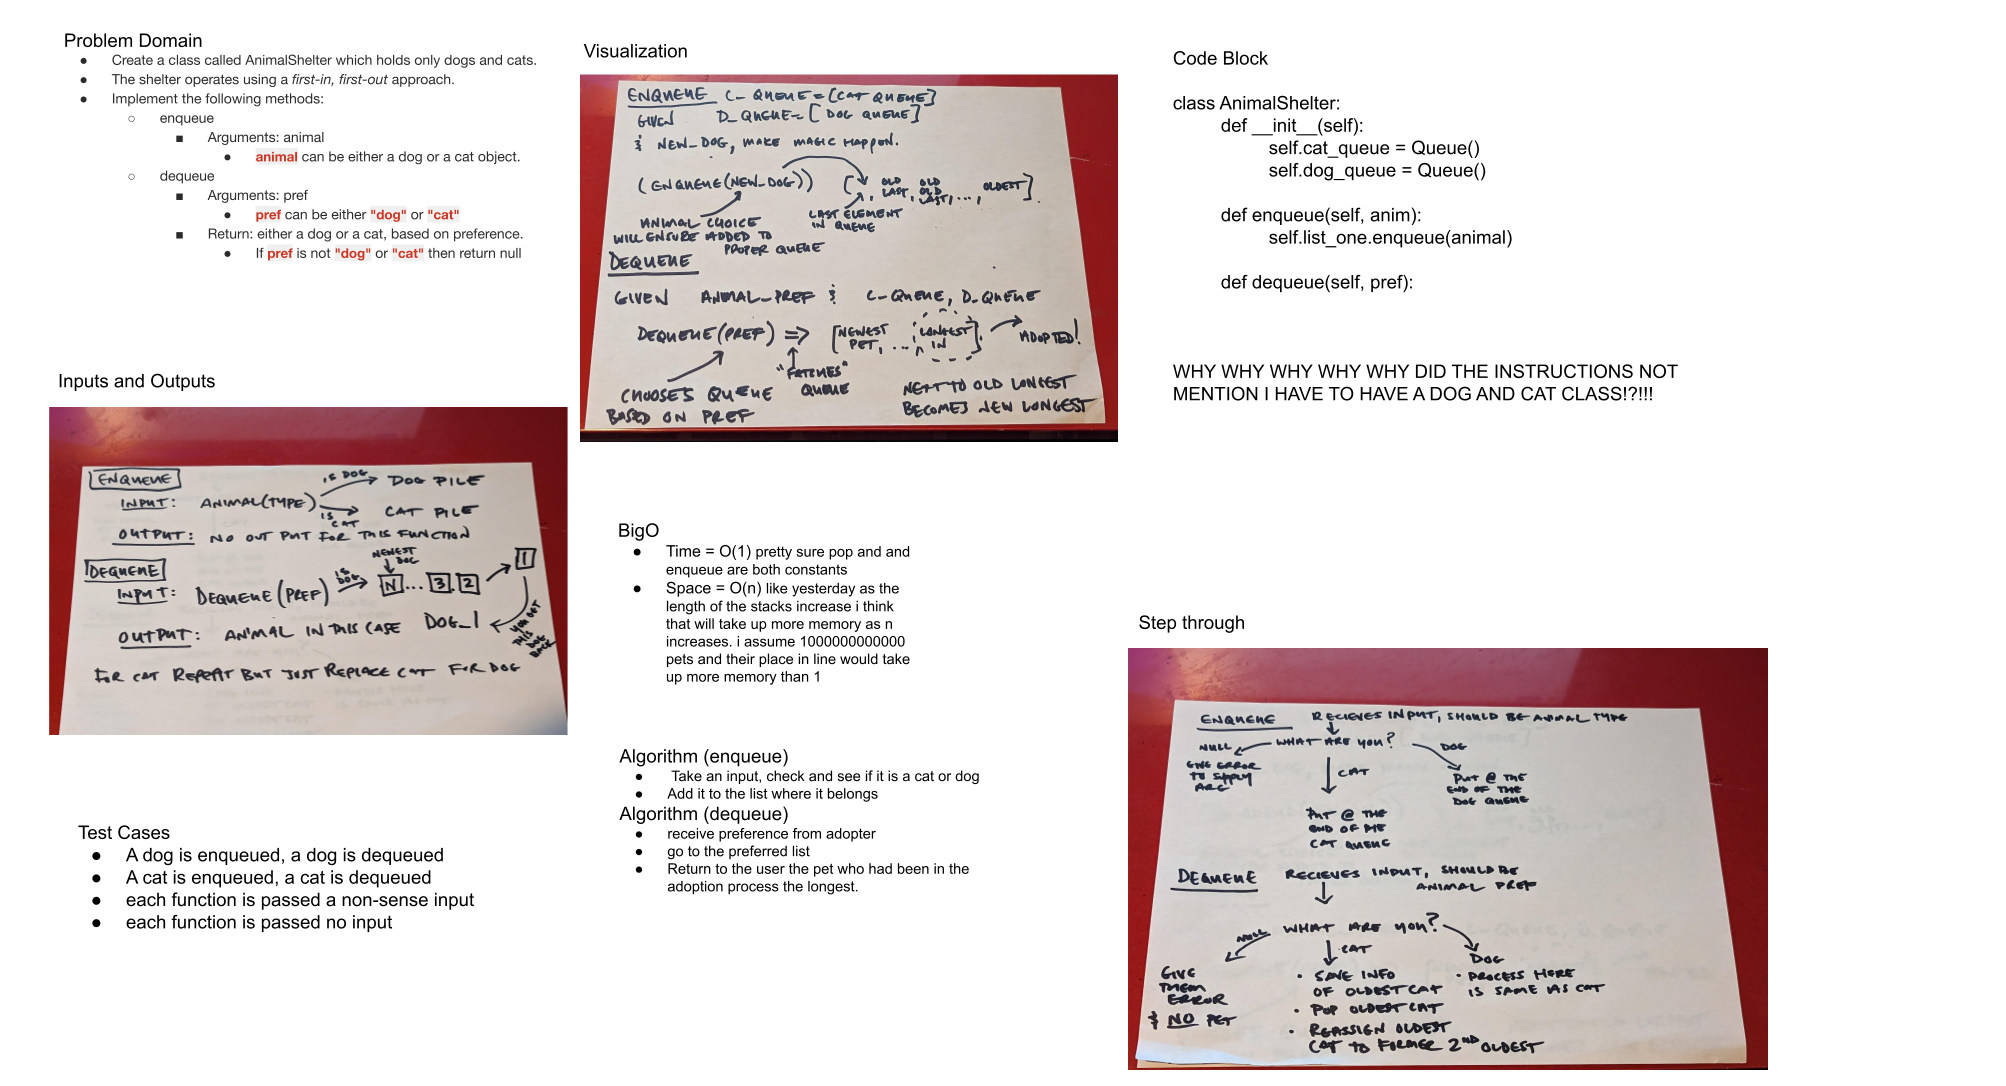 Problem Domain
● Create a class called AnimalShelter which holds only dogs and cats.
● The shelter operates using a first-in, first-out approach.
● Implement the following methods:
○ enqueue
■ Arguments: animal
● animal can be either a dog or a cat object.
○ dequeue
■ Arguments: pref
● pref can be either "dog" or "cat"
■ Return: either a dog or a cat, based on preference.
● If pref is not "dog" or "cat" then return null
Inputs and Outputs
ENQUEUE
IS DOG
DOG PILE
INPUT: ANIMAL(TYPE)
IS CAT
CAT PILE
OUTPUT: NO OUT PUT FOR THIS FUNCTION
DEQUEUE
NEWEST
DOG
INPUT: DEQUEUE(PREF)
IS DOG
N ... 3 2
1
OUTPUT: ANIMAL IN THIS CASE DOG_1
FOR CAT REPEAT BUT JUST REPLACE CAT FOR DOG
Test Cases
● A dog is enqueued, a dog is dequeued
● A cat is enqueued, a cat is dequeued
● each function is passed a non-sense input
● each function is passed no input
Visualization
ENQUEUE C_QUEUE = [CAT QUEUE]
GIVEN D_QUEUE = [DOG QUEUE]
& NEW_DOG, MAKE MAGIC HAPPEN.
(ENQUEUE(NEW_DOG)) [ , OLD LAST, OLD OLD LAST, ..., OLDEST]
ANIMAL CHOICE
WILL ENSURE ADDED TO
PROPER QUEUE
LAST ELEMENT
IN QUEUE
DEQUEUE
GIVEN ANIMAL_PREF & C-QUEUE, D_QUEUE
DEQUEUE(PREF) => [NEWEST PET, ... LONGEST IN] ADOPTED!
CHOOSES QUEUE
BASED ON PREF
"FETCHES"
QUEUE
NEXT TO OLD LONGEST
BECOMES NEW LONGEST
BigO
● Time = O(1) pretty sure pop and and
enqueue are both constants
● Space = O(n) like yesterday as the
length of the stacks increase i think
that will take up more memory as n
increases. i assume 1000000000000
pets and their place in line would take
up more memory than 1
Algorithm (enqueue)
● Take an input, check and see if it is a cat or dog
● Add it to the list where it belongs
Algorithm (dequeue)
● receive preference from adopter
● go to the preferred list
● Return to the user the pet who had been in the
adoption process the longest.
Code Block
class AnimalShelter:
def __init__(self):
self.cat_queue = Queue()
self.dog_queue = Queue()
def enqueue(self, anim):
self.list_one.enqueue(animal)
def dequeue(self, pref):
WHY WHY WHY WHY WHY DID THE INSTRUCTIONS NOT
MENTION I HAVE TO HAVE A DOG AND CAT CLASS!?!!!
Step through
ENQUEUE RECIEVES INPUT, SHOULD BE ANIMAL TYPE
WHAT ARE YOU?
NULL
GIVE ERROR
TO SUPPLY
ARG
CAT
PUT @ THE
END OF THE
CAT QUEUE
DOG
PUT @ THE
END OF THE
DOG QUEUE
DEQUEUE RECIEVES INPUT, SHOULD BE
ANIMAL PREF
WHAT ARE YOU?
NULL
GIVE
THEM
ERROR
& NO PET
CAT
• SAVE INFO
OF OLDEST CAT
• POP OLDEST CAT
• REASSIGN OLDEST
CAT TO FORMER 2ND OLDEST
DOG
• PROCESS HERE
IS SAME AS CAT